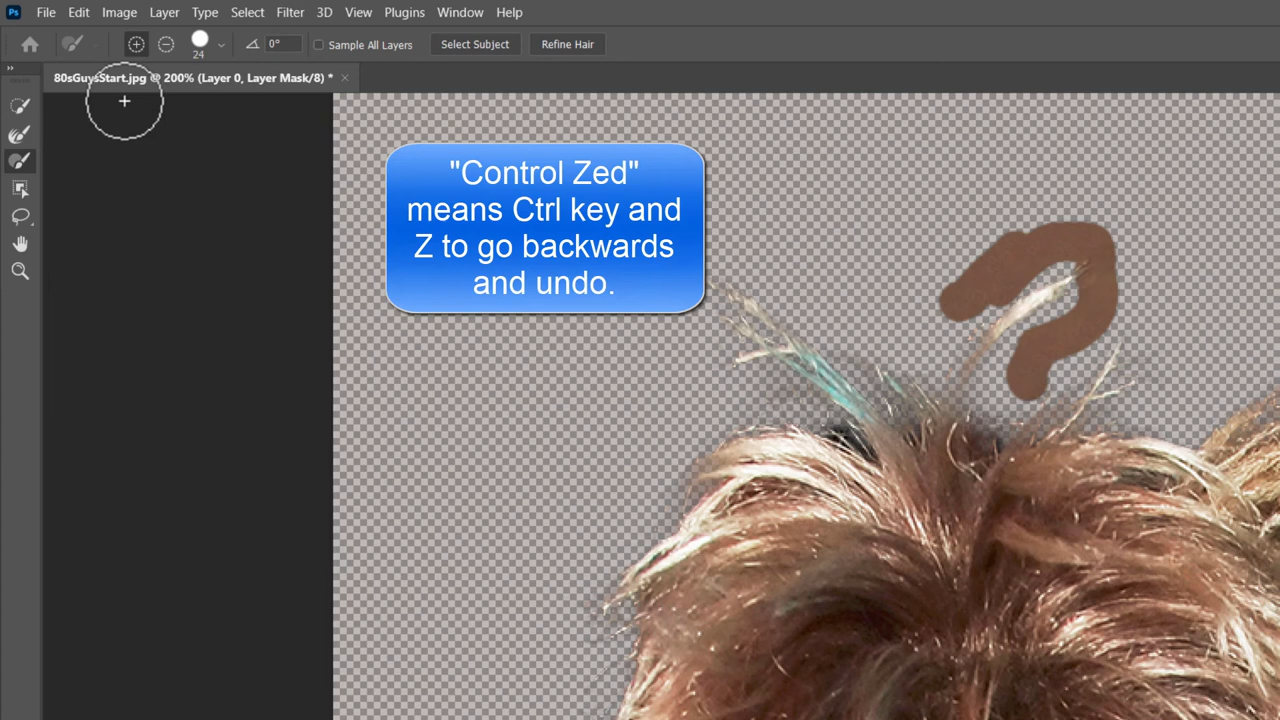 Ps File Edit Image Layer Type Select Filter 3D View Plugins Window Help
24 0° Sample All Layers Select Subject Refine Hair
80sGuysStart.jpg @ 200% (Layer 0, Layer Mask/8) *
"Control Zed"
means Ctrl key and
Z to go backwards
and undo.